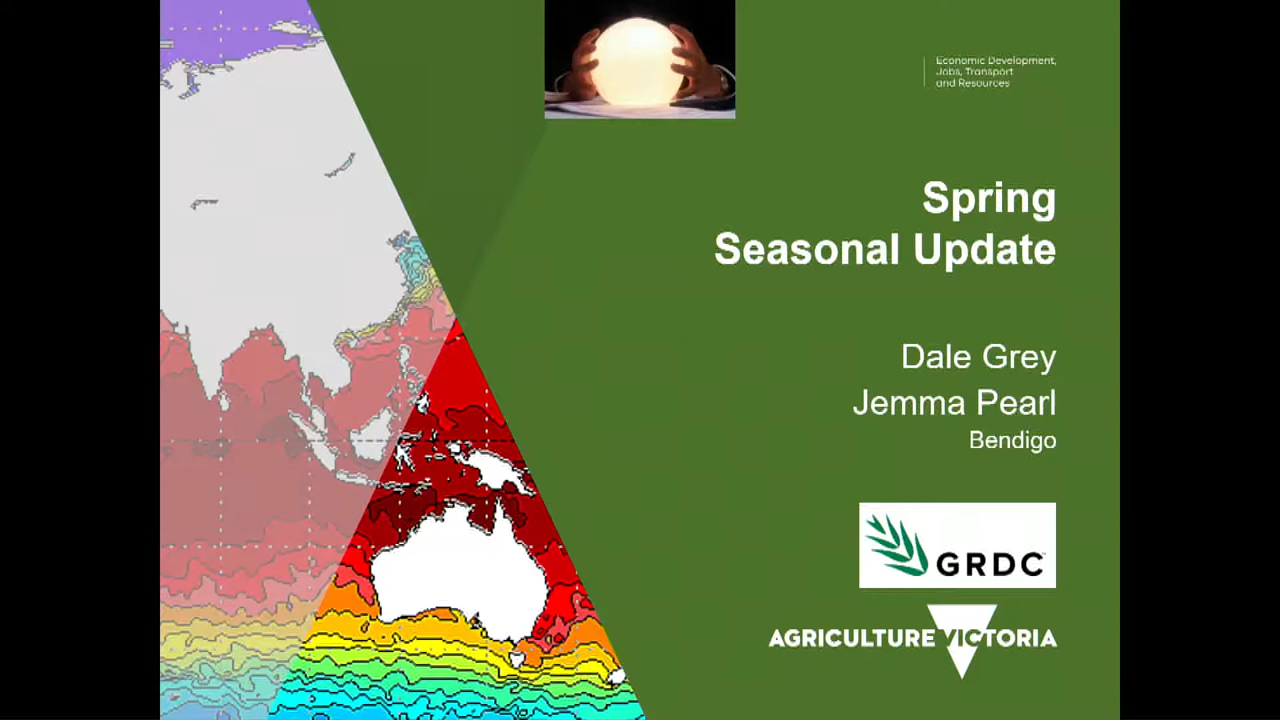 Economic Development,
Jobs, Transport
and Resources
Spring
Seasonal Update
Dale Grey
Jemma Pearl
Bendigo
GRDC
AGRICULTURE VICTORIA